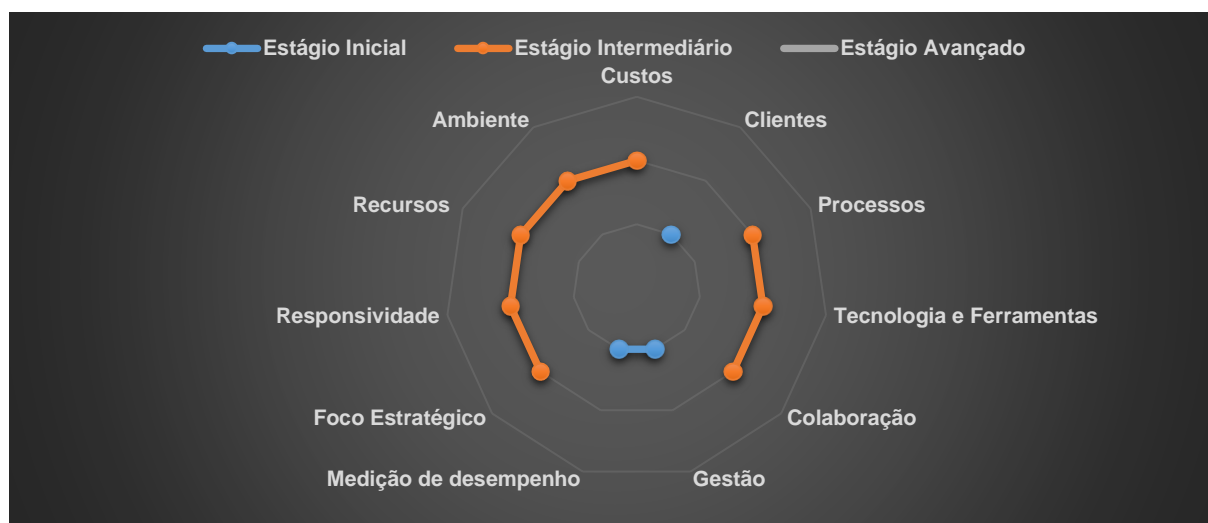 Estágio Inicial
Estágio Intermediário
Estágio Avançado
Custos
Ambiente
Clientes
Recursos
Processos
Responsividade
Tecnologia e Ferramentas
Foco Estratégico
Colaboração
Medição de desempenho
Gestão